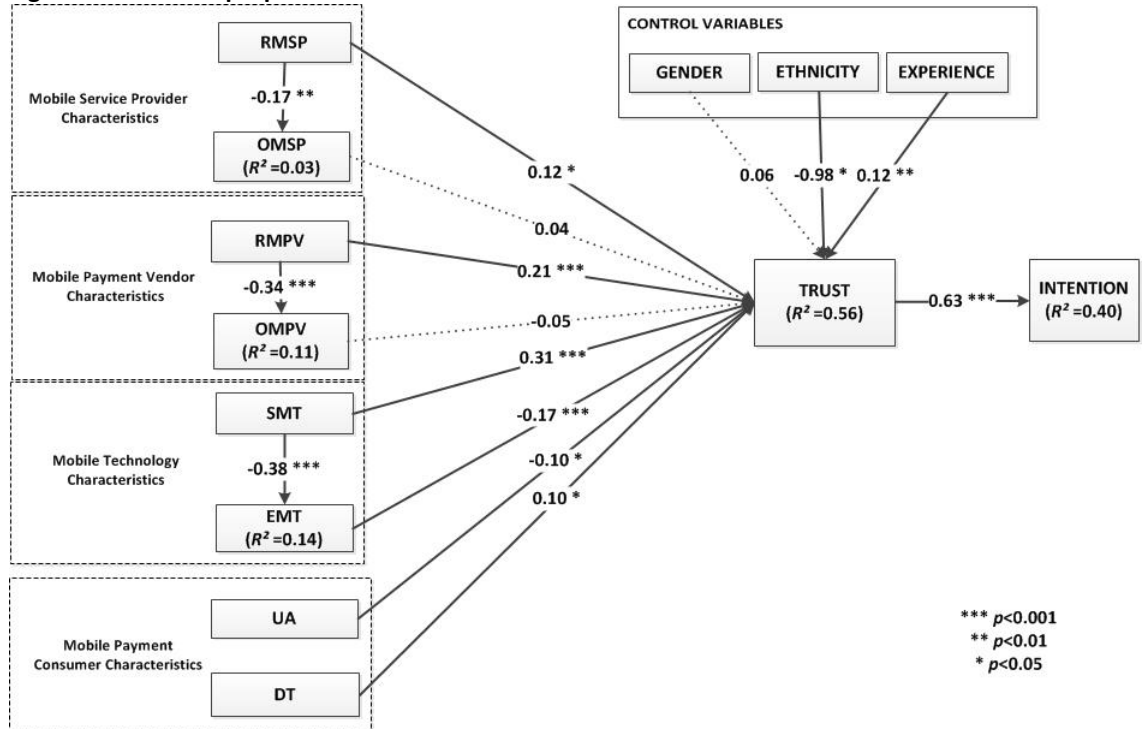 CONTROL VARIABLES
GENDER
ETHNICITY
EXPERIENCE
RMSP
-0.17 **
Mobile Service Provider
Characteristics
OMSP
(R² =0.03)
0.12 *
0.04
0.06
-0.98 *
0.12 **
RMPV
-0.34 ***
Mobile Payment Vendor
Characteristics
OMPV
(R² =0.11)
0.21 ***
-0.05
TRUST
(R² =0.56)
0.63 ***
INTENTION
(R² =0.40)
SMT
-0.38 ***
Mobile Technology
Characteristics
EMT
(R² =0.14)
0.31 ***
-0.17 ***
-0.10 *
0.10 *
UA
Mobile Payment
Consumer Characteristics
DT
*** p<0.001
** p<0.01
* p<0.05